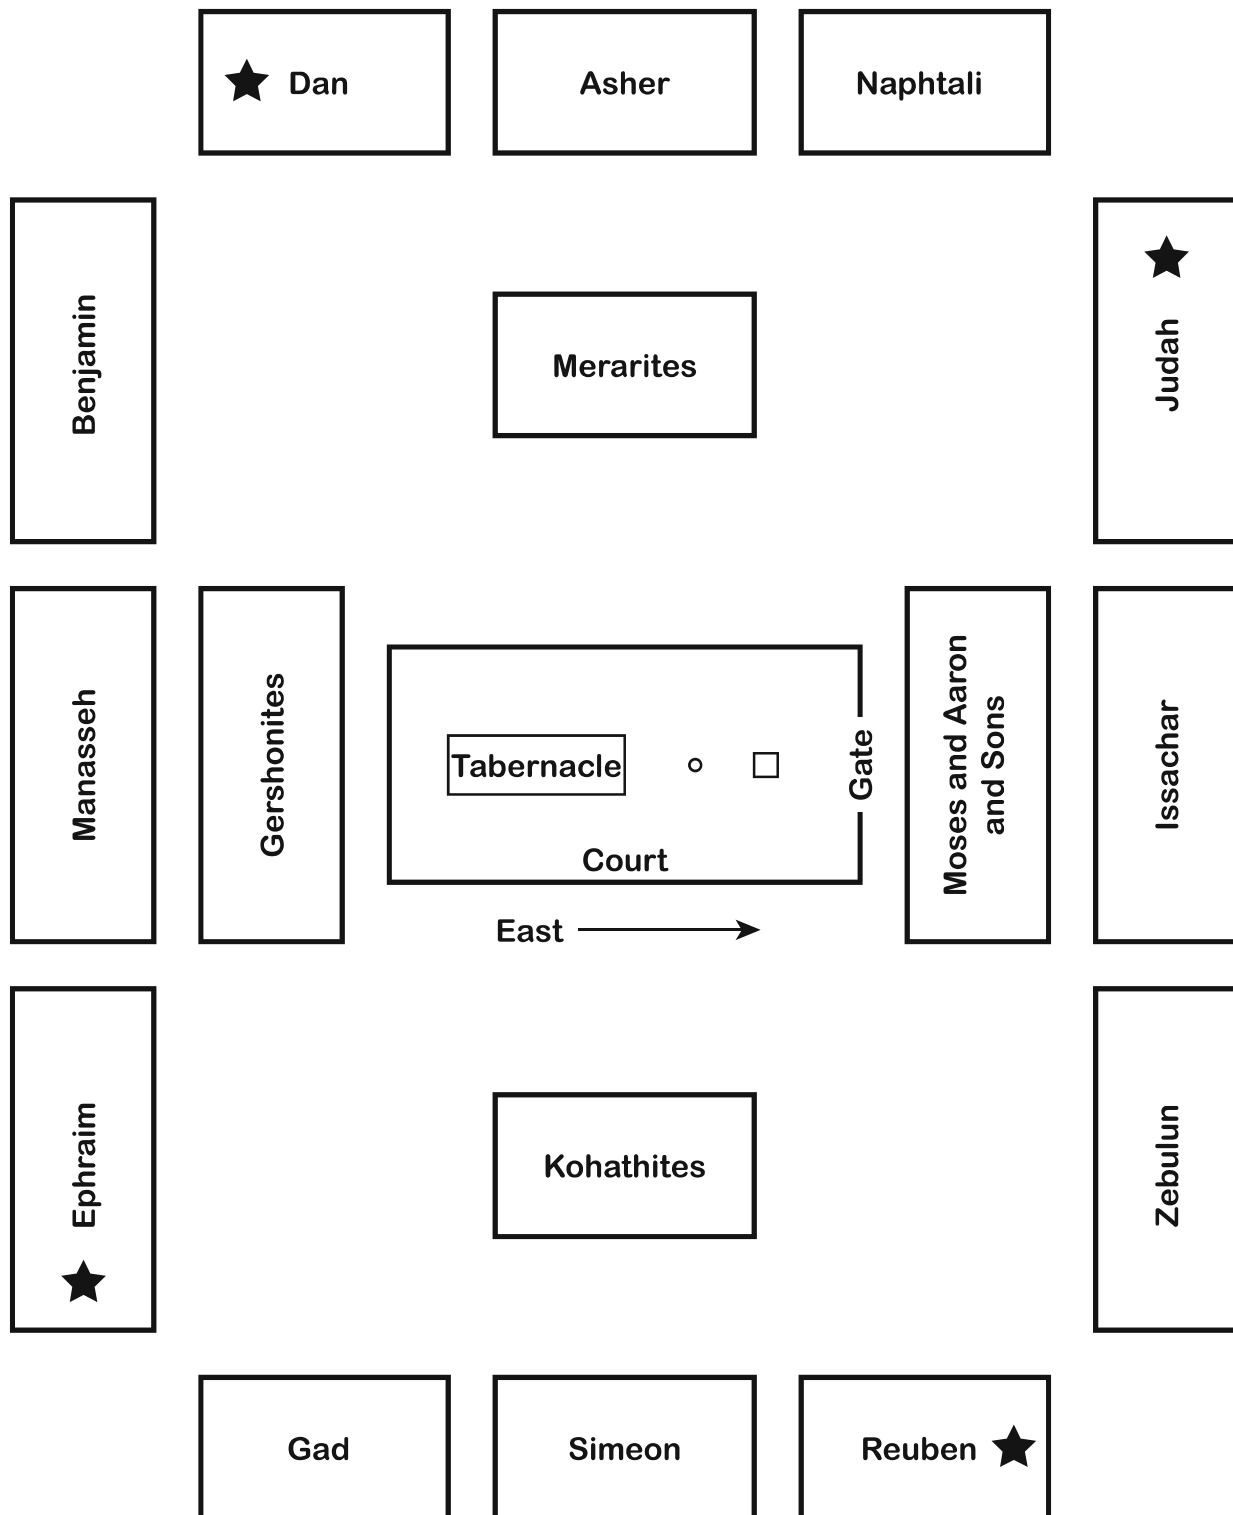 Dan
Asher
Naphtali
Benjamin
Merarites
Judah
Manasseh
Gershonites
Tabernacle
Gate
Court
East
Moses and Aaron
and Sons
Issachar
Ephraim
Kohathites
Zebulun
Gad
Simeon
Reuben